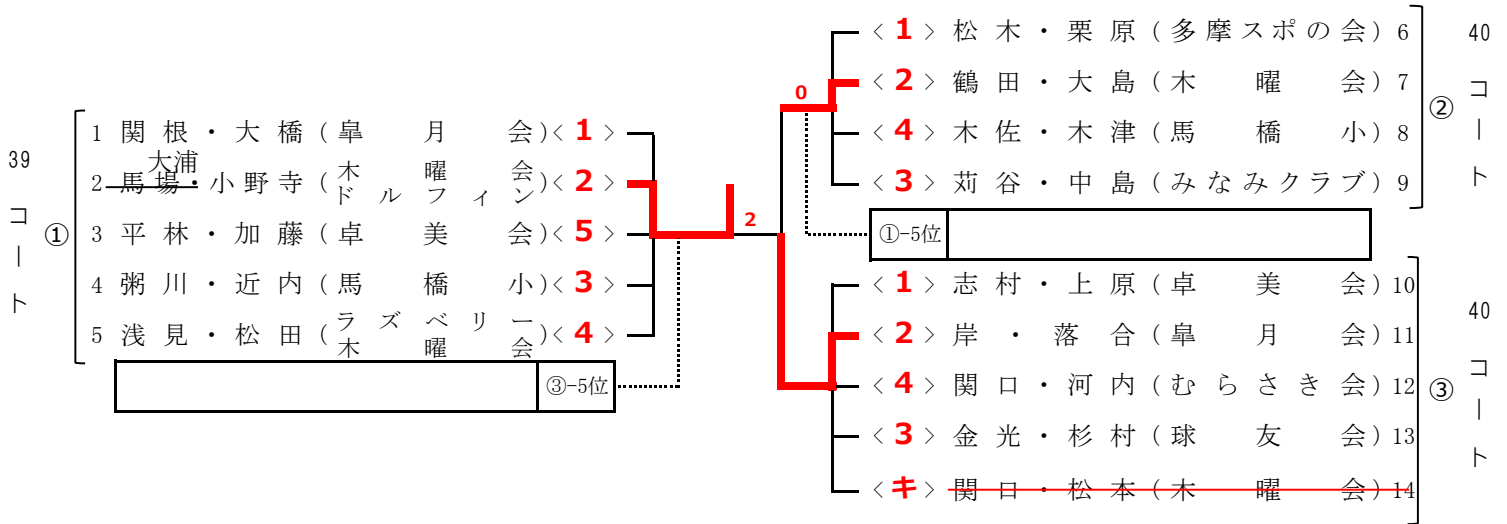 39 コート ①
1 関根・大橋(皐月会)<1>
大浦
2 馬場・小野寺(木曜会 ドルフィン)<2>
3 平林・加藤(卓美会)<5>
4 粥川・近内(馬橋小)<3>
5 浅見・松田(ラズベリー 木曜会)<4>
③-5位
2
0
40 コート ②
<1> 松木・栗原(多摩スポの会) 6
<2> 鶴田・大島(木曜会) 7
<4> 木佐・木津(馬橋小) 8
<3> 苅谷・中島(みなみクラブ) 9
①-5位
40 コート ③
<1> 志村・上原(卓美会) 10
<2> 岸・落合(皐月会) 11
<4> 関口・河内(むらさき会) 12
<3> 金光・杉村(球友会) 13
<キ> 関口・松本(木曜会) 14